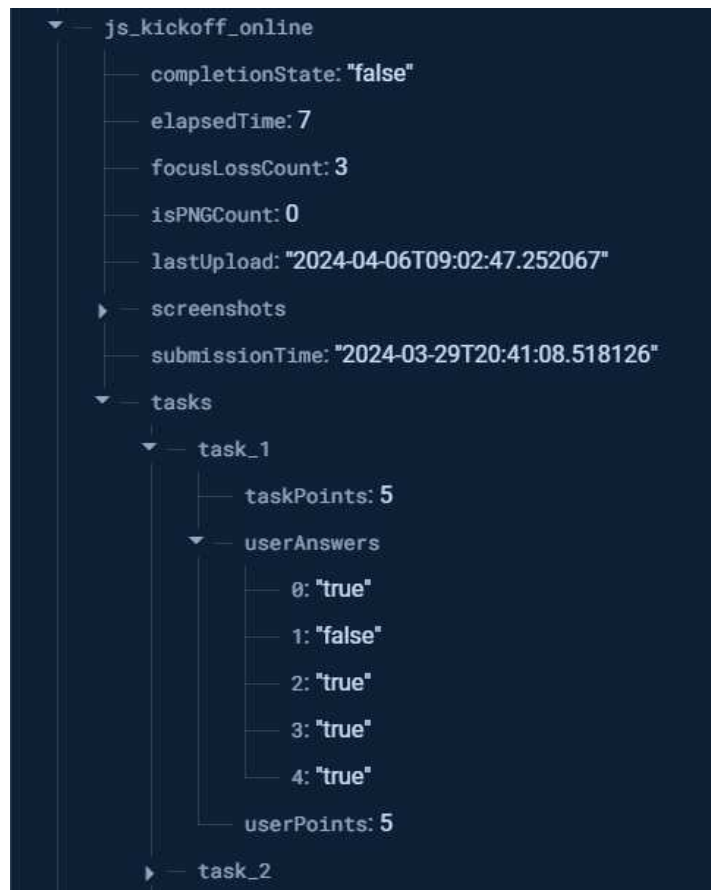 js_kickoff_online
completionState: "false"
elapsedTime: 7
focusLossCount: 3
isPNGCount: 0
lastUpload: "2024-04-06T09:02:47.252067"
screenshots
submissionTime: "2024-03-29T20:41:08.518126"
tasks
task_1
taskPoints: 5
userAnswers
0: "true"
1: "false"
2: "true"
3: "true"
4: "true"
userPoints: 5
task_2